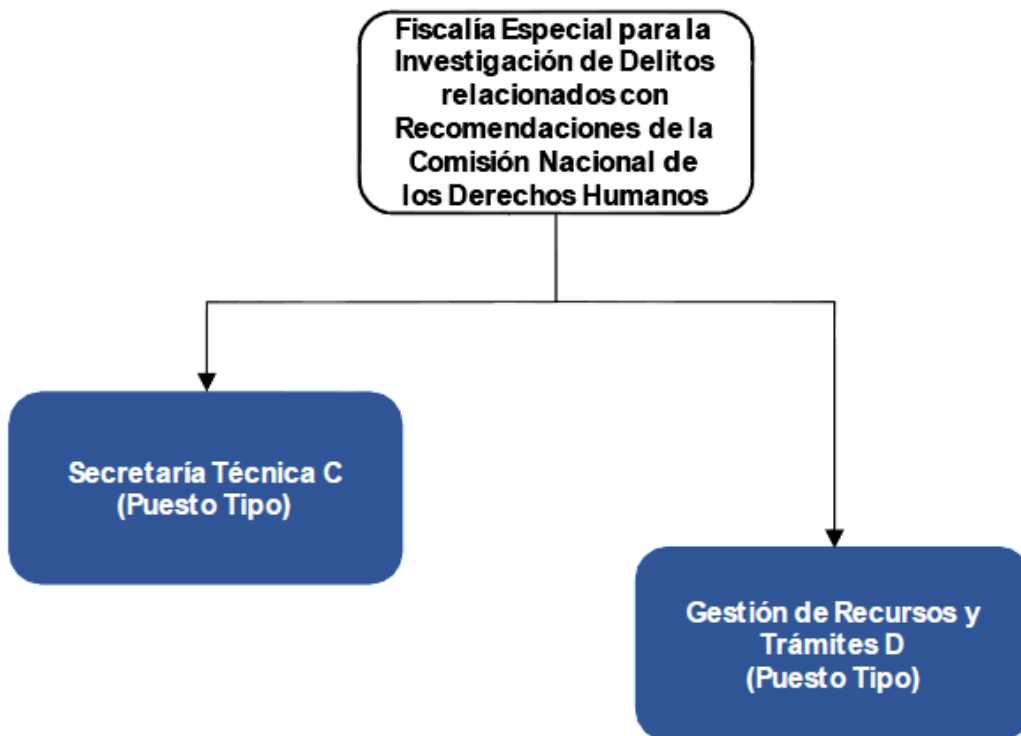 Fiscalía Especial para la
Investigación de Delitos
relacionados con
Recomendaciones de la
Comisión Nacional de
los Derechos Humanos
Secretaría Técnica C
(Puesto Tipo)
Gestión de Recursos y
Trámites D
(Puesto Tipo)